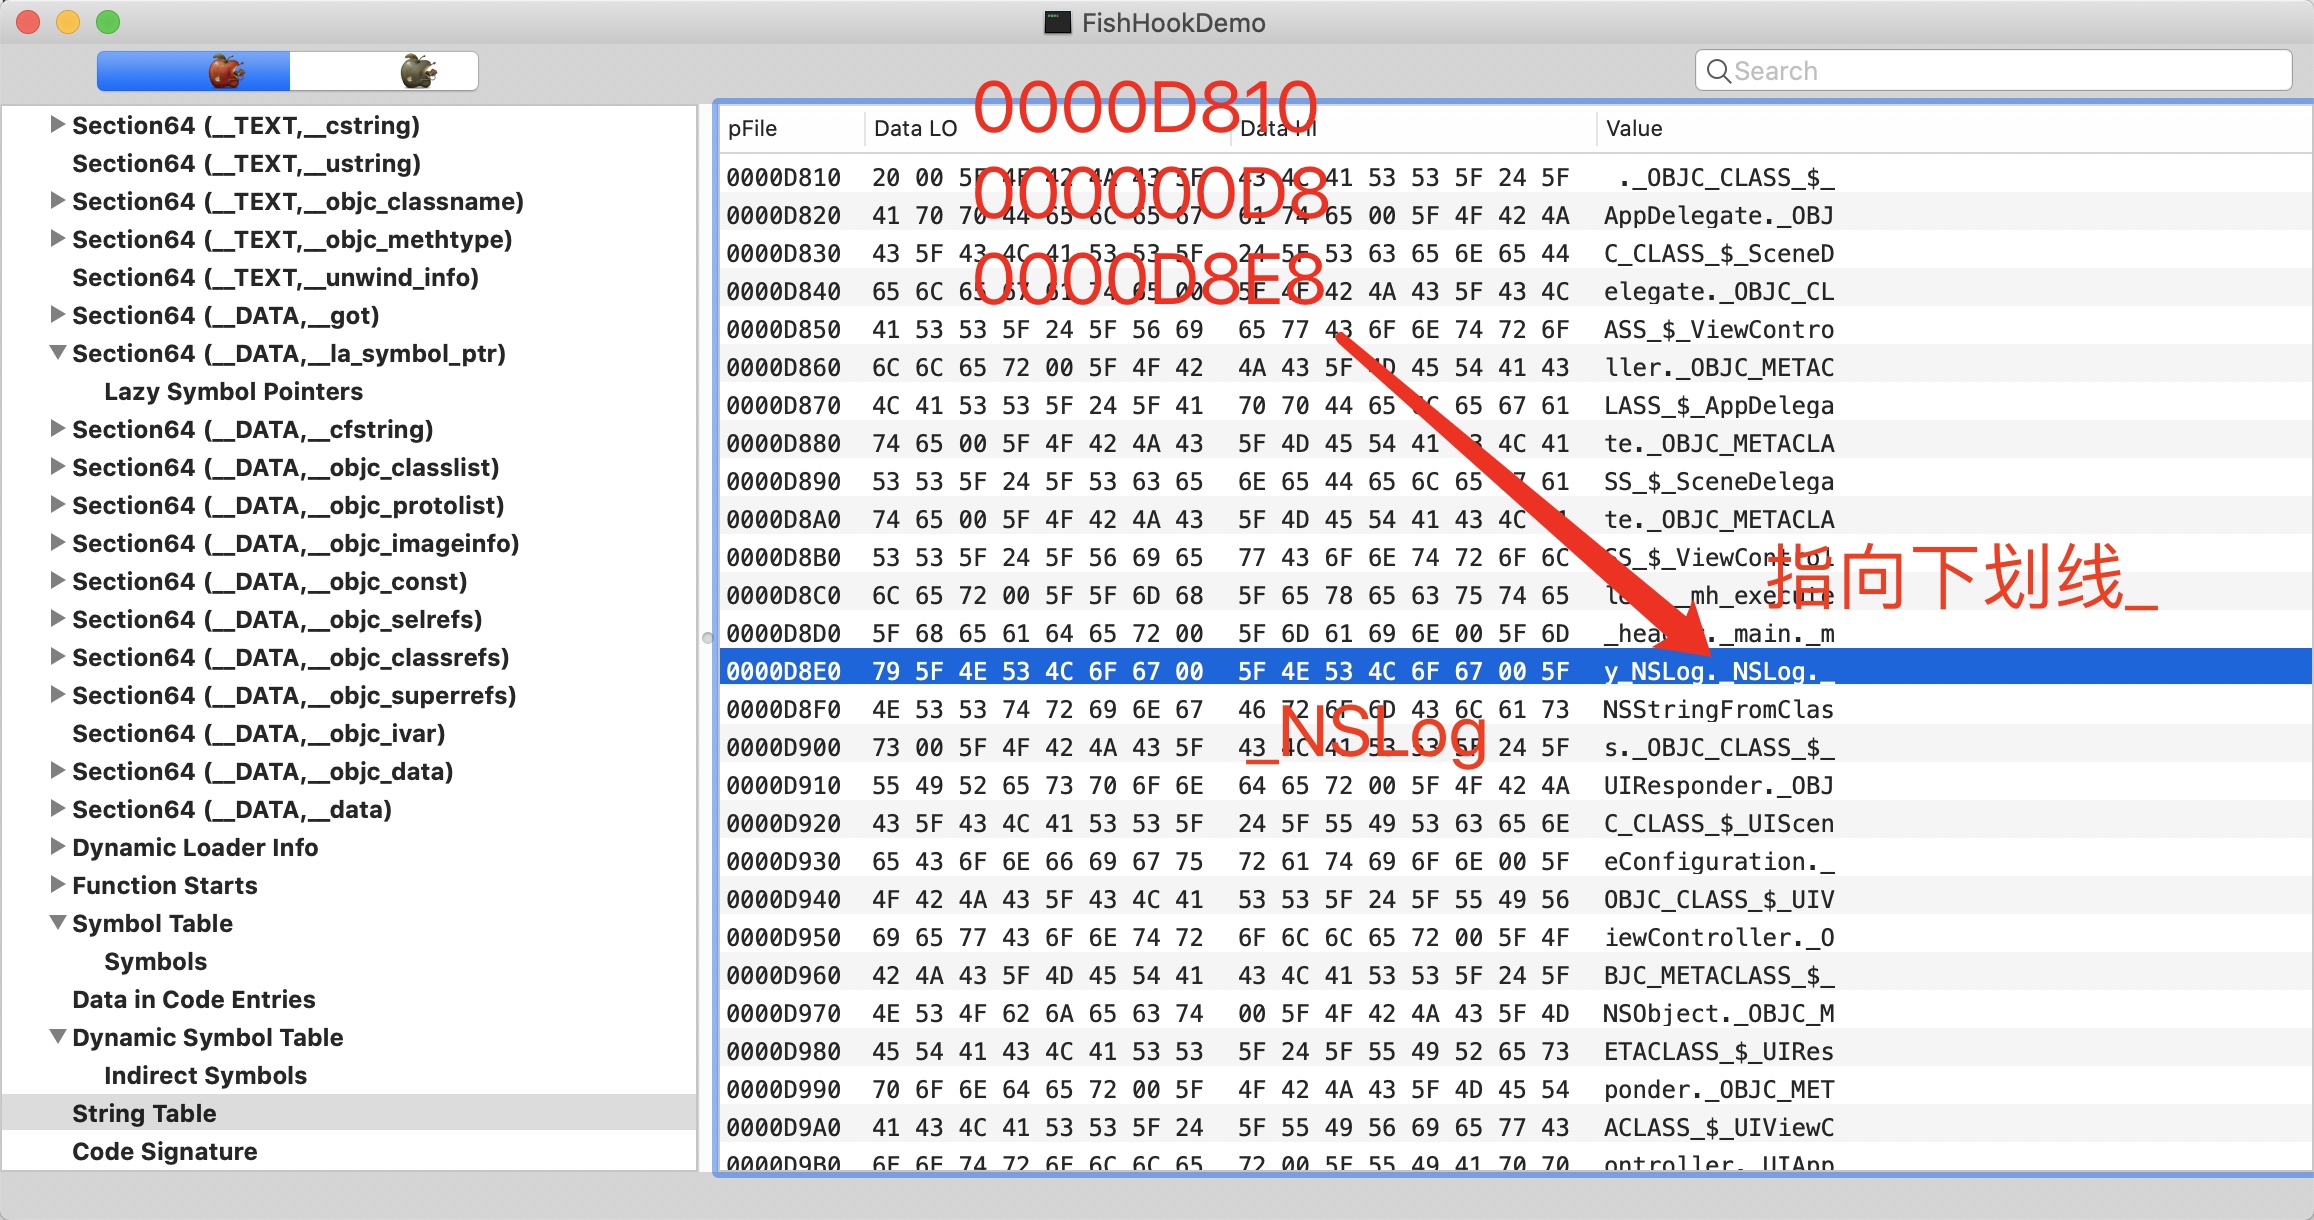 FishHookDemo
Search
Section64 (__TEXT,__cstring)
Section64 (__TEXT,__ustring)
Section64 (__TEXT,__objc_classname)
Section64 (__TEXT,__objc_methtype)
Section64 (__TEXT,__unwind_info)
Section64 (__DATA,__got)
Section64 (__DATA,__la_symbol_ptr)
Lazy Symbol Pointers
Section64 (__DATA,__cfstring)
Section64 (__DATA,__objc_classlist)
Section64 (__DATA,__objc_protolist)
Section64 (__DATA,__objc_imageinfo)
Section64 (__DATA,__objc_const)
Section64 (__DATA,__objc_selrefs)
Section64 (__DATA,__objc_classrefs)
Section64 (__DATA,__objc_superrefs)
Section64 (__DATA,__objc_ivar)
Section64 (__DATA,__objc_data)
Section64 (__DATA,__data)
Dynamic Loader Info
Function Starts
Symbol Table
Symbols
Data in Code Entries
Dynamic Symbol Table
Indirect Symbols
String Table
Code Signature
0000D810
000000D8
0000D8E8
指向下划线_
_NSLog
pFile Data LO Data HI Value
0000D810 20 00 5F 4F 42 4A 43 5F 43 4C 41 53 53 5F 24 5F ._OBJC_CLASS_$_
0000D820 41 70 70 44 65 6C 65 67 61 74 65 00 5F 4F 42 4A AppDelegate._OBJ
0000D830 43 5F 43 4C 41 53 53 5F 24 5F 53 63 65 6E 65 44 C_CLASS_$_SceneD
0000D840 65 6C 65 67 61 74 65 00 5F 4F 42 4A 43 5F 43 4C elegate._OBJC_CL
0000D850 41 53 53 5F 24 5F 56 69 65 77 43 6F 6E 74 72 6F ASS_$_ViewContro
0000D860 6C 6C 65 72 00 5F 4F 42 4A 43 5F 4D 45 54 41 43 ller._OBJC_METAC
0000D870 4C 41 53 53 5F 24 5F 41 70 70 44 65 6C 65 67 61 LASS_$_AppDelega
0000D880 74 65 00 5F 4F 42 4A 43 5F 4D 45 54 41 43 4C 41 te._OBJC_METACLA
0000D890 53 53 5F 24 5F 53 63 65 6E 65 44 65 6C 65 67 61 SS_$_SceneDelega
0000D8A0 74 65 00 5F 4F 42 4A 43 5F 4D 45 54 41 43 4C 41 te._OBJC_METACLA
0000D8B0 53 53 5F 24 5F 56 69 65 77 43 6F 6E 74 72 6F 6C SS_$_ViewControl
0000D8C0 6C 65 72 00 5F 5F 6D 68 5F 65 78 65 63 75 74 65 ler.__mh_execute
0000D8D0 5F 68 65 61 64 65 72 00 5F 6D 61 69 6E 00 5F 6D _header._main._m
0000D8E0 79 5F 4E 53 4C 6F 67 00 5F 4E 53 4C 6F 67 00 5F y_NSLog._NSLog._
0000D8F0 4E 53 53 74 72 69 6E 67 46 72 6F 6D 43 6C 61 73 NSStringFromClas
0000D900 73 00 5F 4F 42 4A 43 5F 43 4C 41 53 53 5F 24 5F s._OBJC_CLASS_$_
0000D910 55 49 52 65 73 70 6F 6E 64 65 72 00 5F 4F 42 4A UIResponder._OBJ
0000D920 43 5F 43 4C 41 53 53 5F 24 5F 55 49 53 63 65 6E C_CLASS_$_UIScen
0000D930 65 43 6F 6E 66 69 67 75 72 61 74 69 6F 6E 00 5F eConfiguration._
0000D940 4F 42 4A 43 5F 43 4C 41 53 53 5F 24 5F 55 49 56 OBJC_CLASS_$_UIV
0000D950 69 65 77 43 6F 6E 74 72 6F 6C 6C 65 72 00 5F 4F iewController._O
0000D960 42 4A 43 5F 4D 45 54 41 43 4C 41 53 53 5F 24 5F BJC_METACLASS_$_
0000D970 4E 53 4F 62 6A 65 63 74 00 5F 4F 42 4A 43 5F 4D NSObject._OBJC_M
0000D980 45 54 41 43 4C 41 53 53 5F 24 5F 55 49 52 65 73 ETACLASS_$_UIRes
0000D990 70 6F 6E 64 65 72 00 5F 4F 42 4A 43 5F 4D 45 54 ponder._OBJC_MET
0000D9A0 41 43 4C 41 53 53 5F 24 5F 55 49 56 69 65 77 43 ACLASS_$_UIViewC
0000D9B0 6F 6E 74 72 6F 6C 6C 65 72 00 5F 55 49 41 70 70 ontroller._UIApp